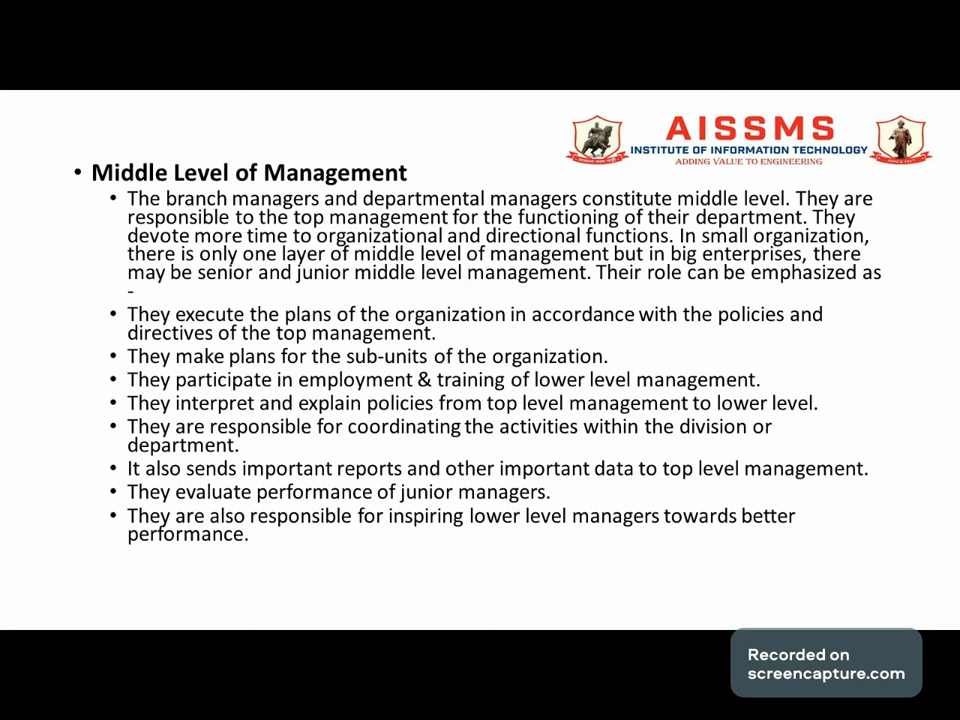 AISSMS
INSTITUTE OF INFORMATION TECHNOLOGY
ADDING VALUE TO ENGINEERING
• Middle Level of Management
• The branch managers and departmental managers constitute middle level. They are
responsible to the top management for the functioning of their department. They
devote more time to organizational and directional functions. In small organization,
there is only one layer of middle level of management but in big enterprises, there
may be senior and junior middle level management. Their role can be emphasized as
-
• They execute the plans of the organization in accordance with the policies and
directives of the top management.
• They make plans for the sub-units of the organization.
• They participate in employment & training of lower level management.
• They interpret and explain policies from top level management to lower level.
• They are responsible for coordinating the activities within the division or
department.
• It also sends important reports and other important data to top level management.
• They evaluate performance of junior managers.
• They are also responsible for inspiring lower level managers towards better
performance.
Recorded on
screencapture.com